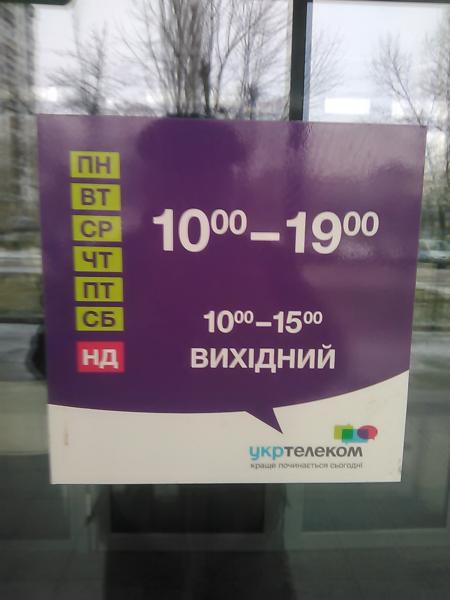 ПН
ВТ
СР
ЧТ
ПТ
СБ
НД
10⁰⁰–19⁰⁰
10⁰⁰–15⁰⁰
ВИХІДНИЙ
укртелеком
краще починається сьогодні